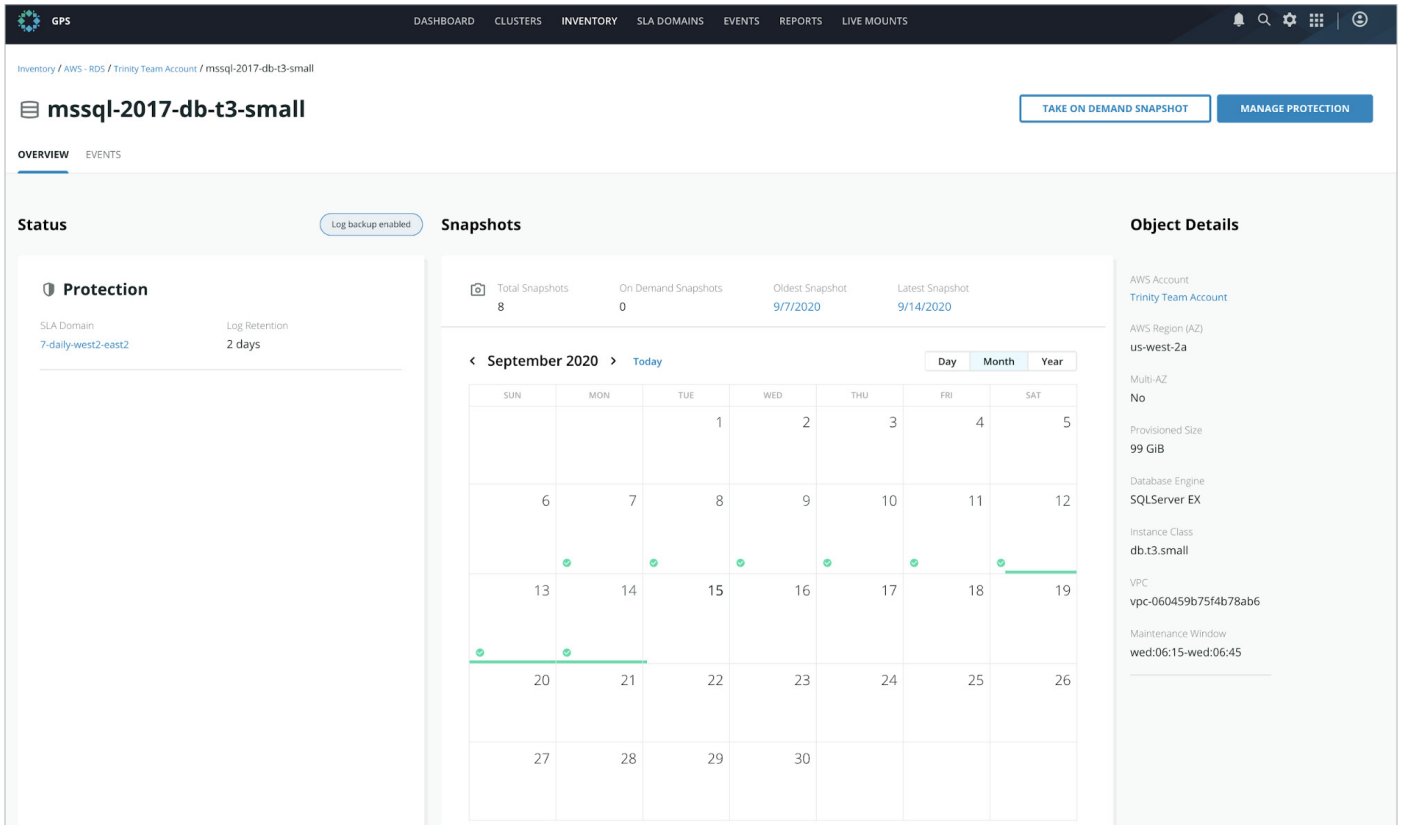 GPS
DASHBOARD CLUSTERS INVENTORY SLA DOMAINS EVENTS REPORTS LIVE MOUNTS
Inventory / AWS - RDS / Trinity Team Account / mssql-2017-db-t3-small
mssql-2017-db-t3-small
TAKE ON DEMAND SNAPSHOT MANAGE PROTECTION
OVERVIEW EVENTS
Status
Log backup enabled
Protection
SLA Domain Log Retention
7-daily-west2-east2 2 days
Snapshots
Total Snapshots On Demand Snapshots Oldest Snapshot Latest Snapshot
8 0 9/7/2020 9/14/2020
September 2020 Today Day Month Year
SUN MON TUE WED THU FRI SAT
1 2 3 4 5
6 7 8 9 10 11 12
13 14 15 16 17 18 19
20 21 22 23 24 25 26
27 28 29 30
Object Details
AWS Account
Trinity Team Account
AWS Region (AZ)
us-west-2a
Multi-AZ
No
Provisioned Size
99 GiB
Database Engine
SQLServer EX
Instance Class
db.t3.small
VPC
vpc-060459b75f4b78ab6
Maintenance Window
wed:06:15-wed:06:45